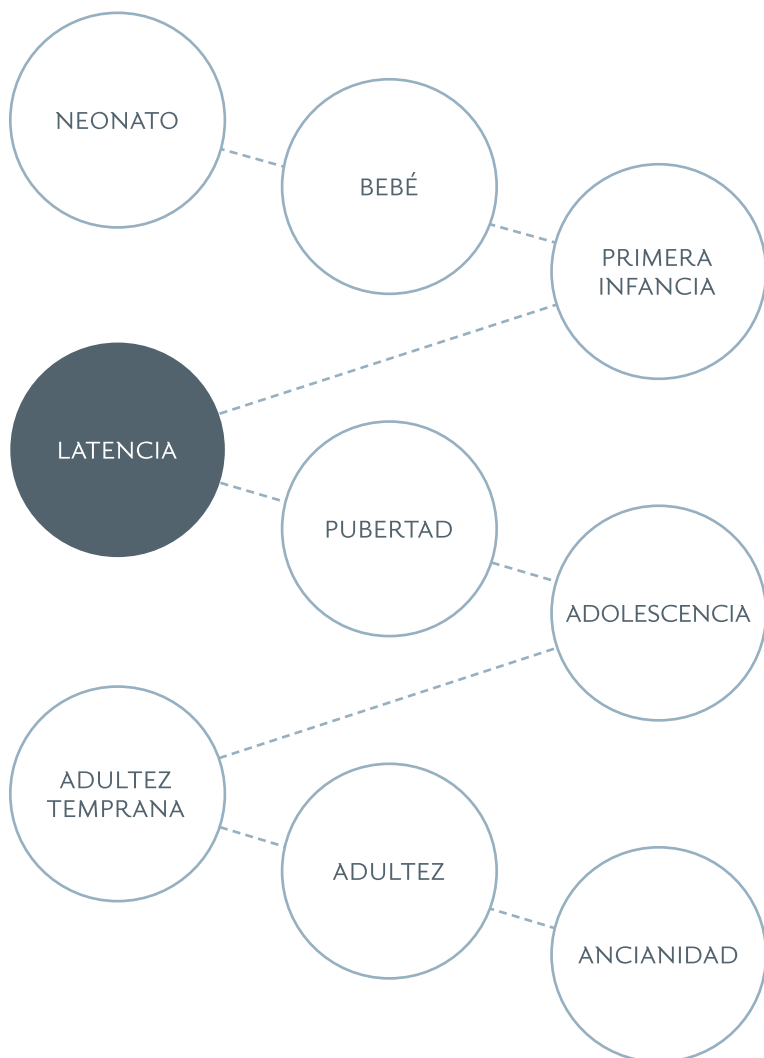 NEONATO
BEBÉ
PRIMERA
INFANCIA
LATENCIA
PUBERTAD
ADOLESCENCIA
ADULTEZ
TEMPRANA
ADULTEZ
ANCIANIDAD